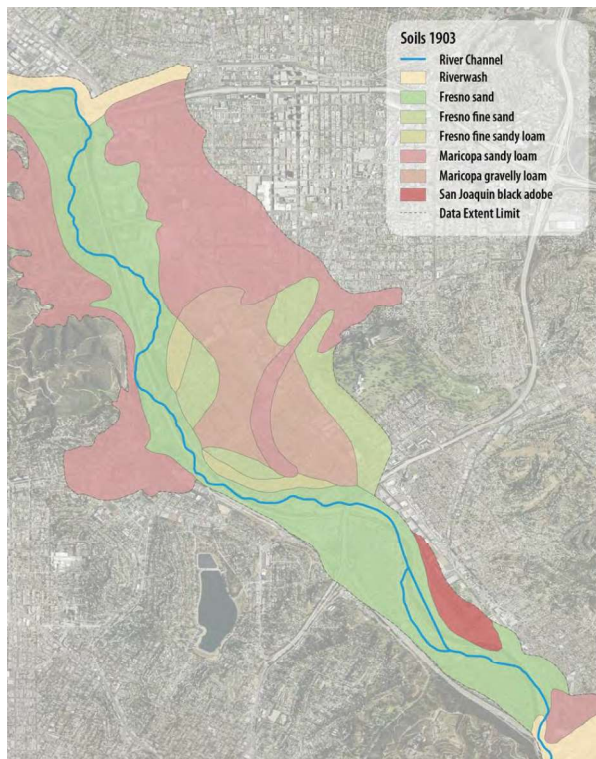 Soils 1903
River Channel
Riverwash
Fresno sand
Fresno fine sand
Fresno fine sandy loam
Maricopa sandy loam
Maricopa gravelly loam
San Joaquin black adobe
Data Extent Limit